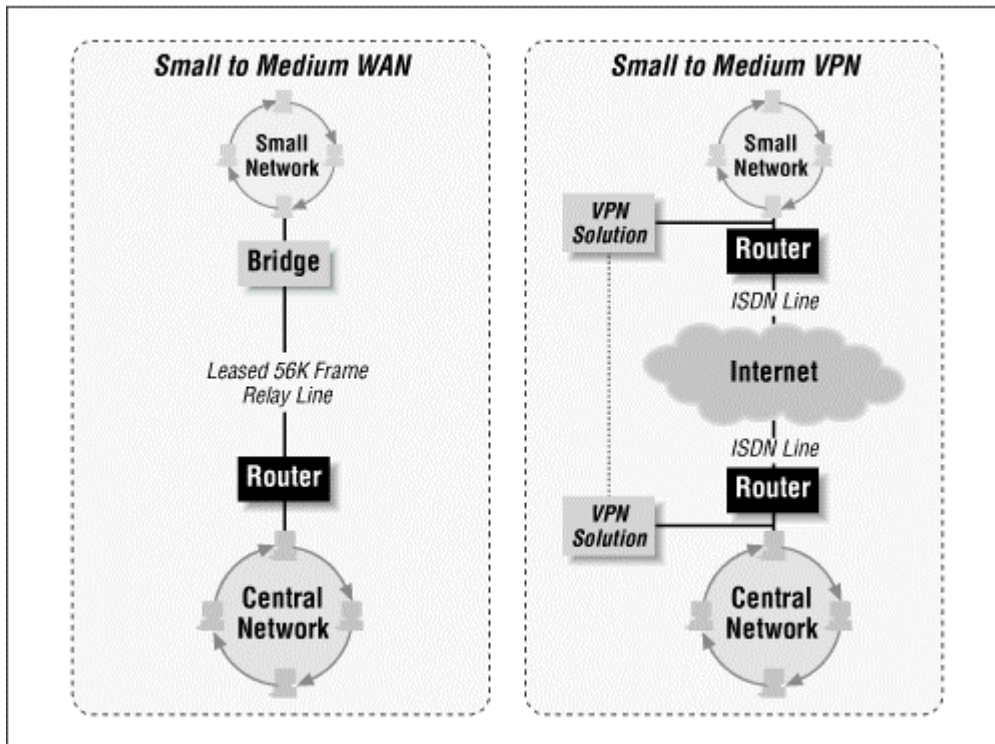 Small to Medium WAN
Small
Network
Bridge
Leased 56K Frame
Relay Line
Router
Central
Network
Small to Medium VPN
Small
Network
VPN
Solution
Router
ISDN Line
Internet
ISDN Line
Router
VPN
Solution
Central
Network